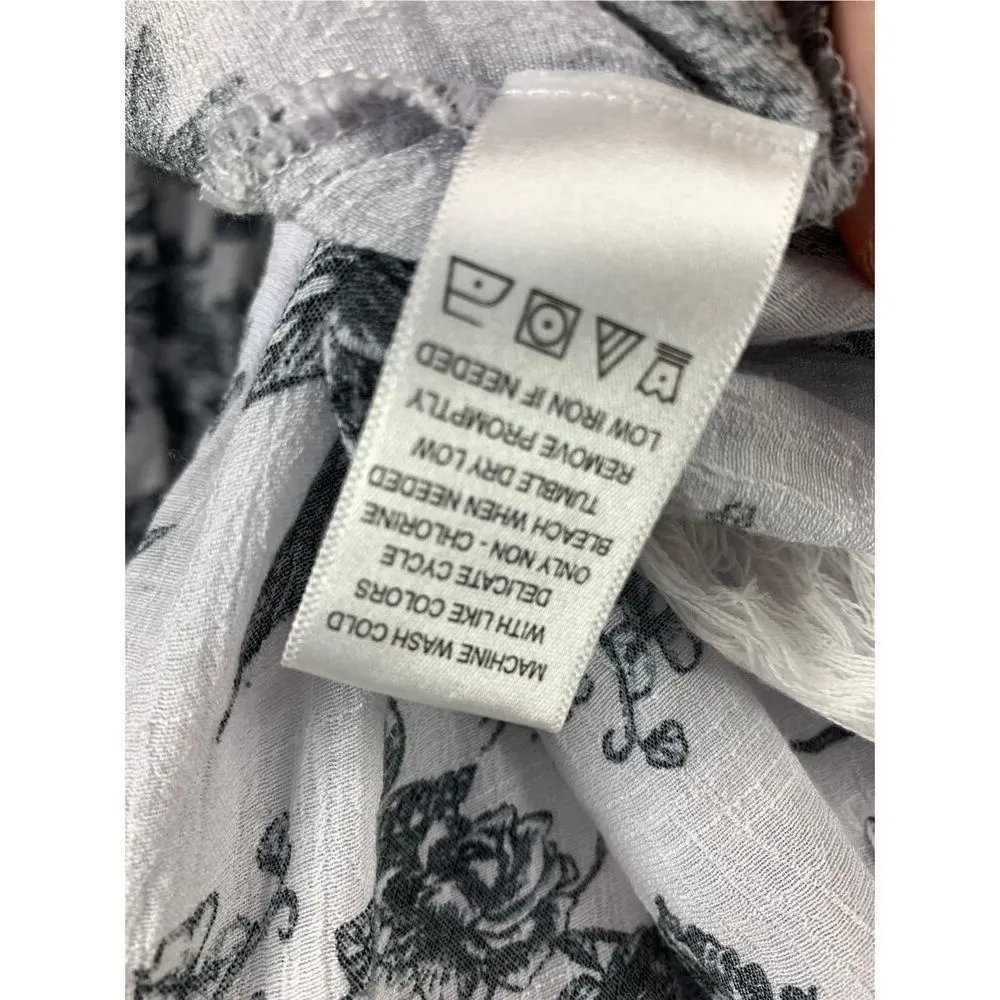 MACHINE WASH COLD
WITH LIKE COLORS
DELICATE CYCLE
ONLY NON - CHLORINE
BLEACH WHEN NEEDED
TUMBLE DRY LOW
REMOVE PROMPTLY
LOW IRON IF NEEDED